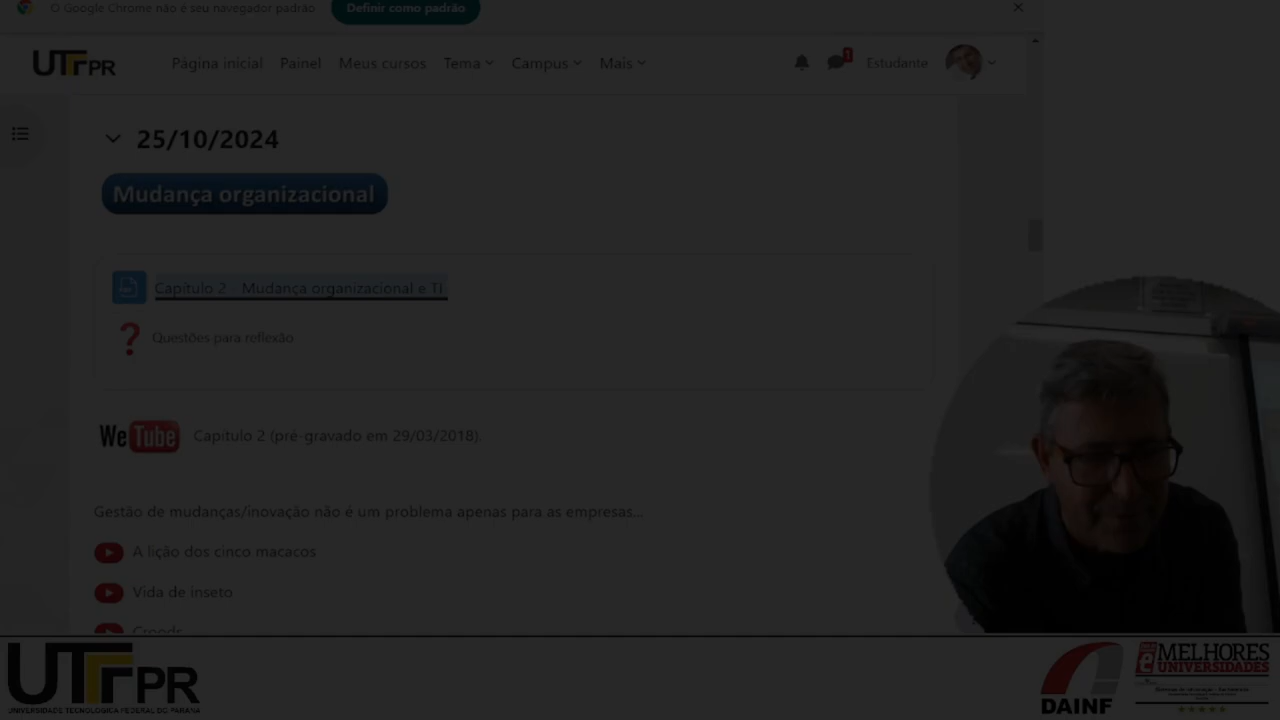 O Google Chrome não é seu navegador padrão
Definir como padrão
UTFPR
Página inicial
Painel
Meus cursos
Tema
Campus
Mais
1
Estudante
25/10/2024
Mudança organizacional
Capítulo 2 - Mudança organizacional e TI
Questões para reflexão
WeTube
Capítulo 2 (pré-gravado em 29/03/2018).
Gestão de mudanças/inovação não é um problema apenas para as empresas...
A lição dos cinco macacos
Vida de inseto
Croods
UTFPR
UNIVERSIDADE TECNOLÓGICA FEDERAL DO PARANÁ
DAINF
MELHORES
UNIVERSIDADES